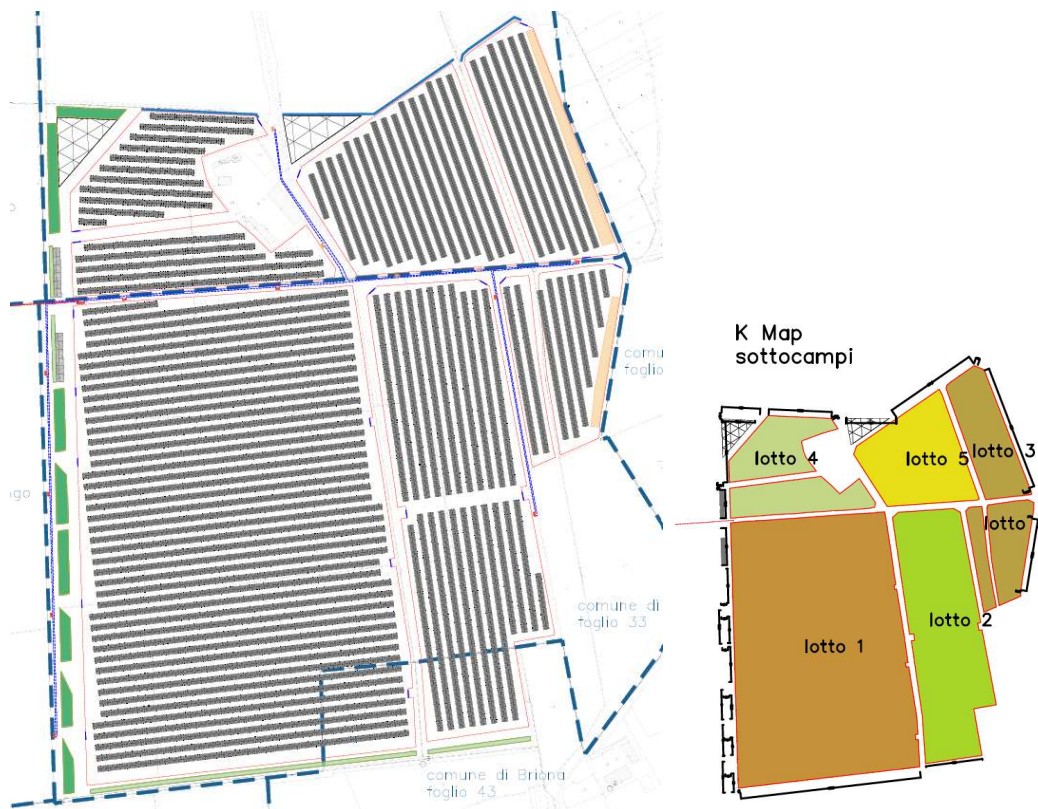 comu
foglio
comune di
foglio 33
comune di Briona
foglio 43
K Map
sottocampi
lotto 4
lotto 5
lotto 3
lotto
lotto 2
lotto 1